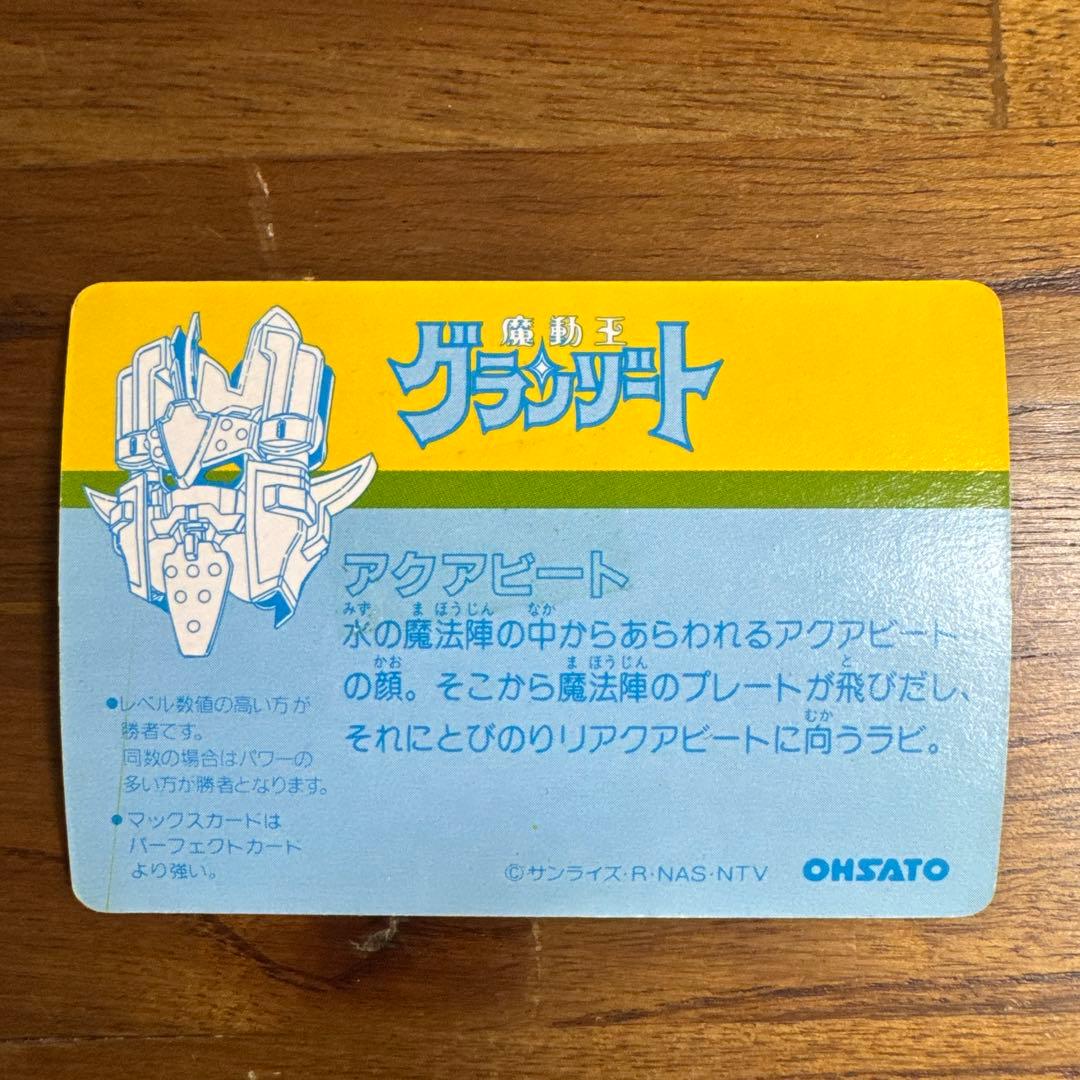 魔動王
グランゾート
アクアビート
水の魔法陣の中からあらわれるアクアビート
の顔。そこから魔法陣のプレートが飛びだし、
それにとびのりリアクアビートに向うラビ。
みず ま ほうじん なか
かお ま ほうじん と
むか
●レベル数値の高い方が
勝者です。
同数の場合はパワーの
多い方が勝者となります。
●マックスカードは
パーフェクトカード
より強い。
©サンライズ・R・NAS・NTV
OHSATO